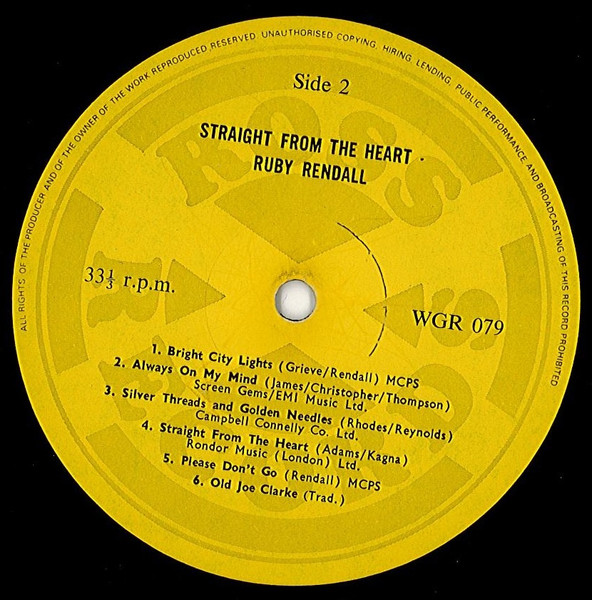 ALL RIGHTS OF THE PRODUCER AND OF THE OWNER OF THE WORK REPRODUCED RESERVED. UNAUTHORISED COPYING, HIRING, LENDING, PUBLIC PERFORMANCE AND BROADCASTING OF THIS RECORD PROHIBITED
Side 2
ROSS
STRAIGHT FROM THE HEART
RUBY RENDALL
33⅓ r.p.m.
WGR 079
1. Bright City Lights (Grieve/Rendall) MCPS
2. Always On My Mind (James/Christopher/Thompson)
Screen Gems/EMI Music Ltd.
3. Silver Threads and Golden Needles (Rhodes/Reynolds)
Campbell Connelly Co. Ltd.
4. Straight From The Heart (Adams/Kagna)
Rondor Music (London) Ltd.
5. Please Don't Go (Rendall) MCPS
6. Old Joe Clarke (Trad.)